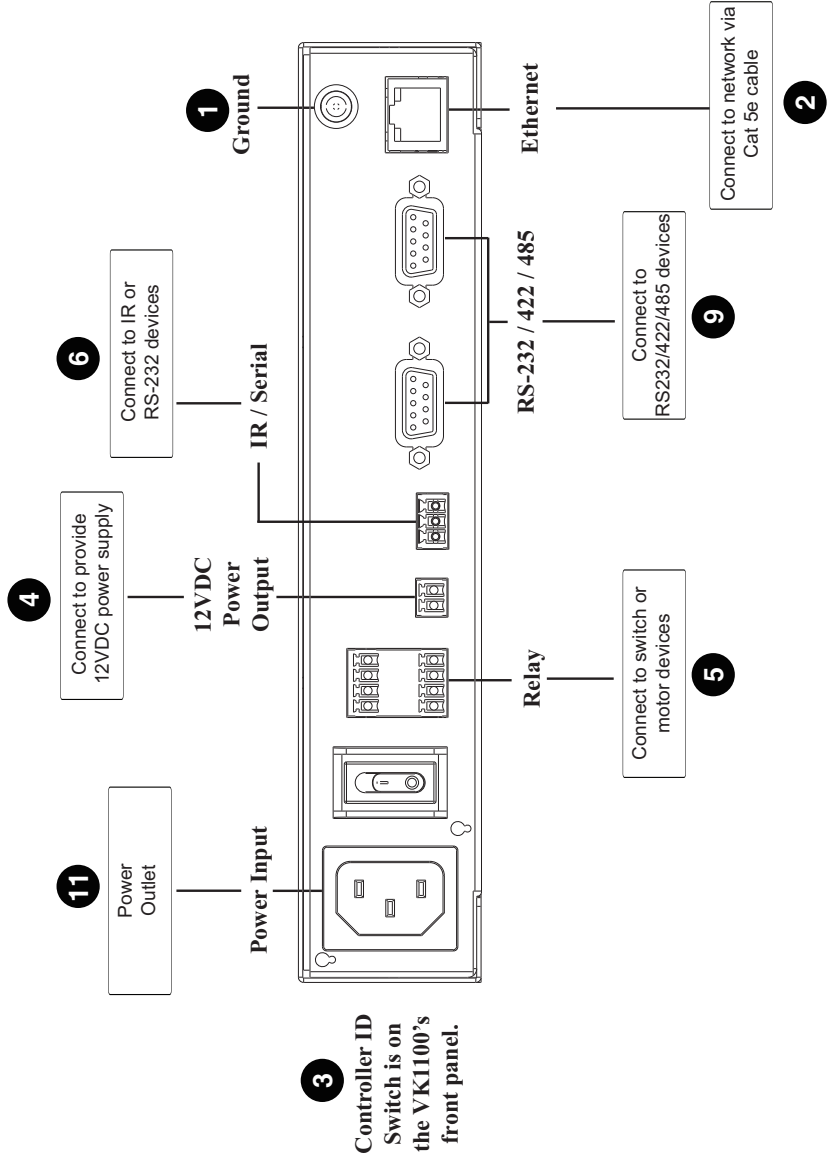 11
Power
Outlet
Power Input
4
Connect to provide
12VDC power supply
12VDC
Power
Output
6
Connect to IR or
RS-232 devices
IR / Serial
1
Ground
3
Controller ID
Switch is on
the VK1100's
front panel.
Relay
Connect to switch or
motor devices
5
RS-232 / 422 / 485
Connect to
RS232/422/485 devices
9
Ethernet
Connect to network via
Cat 5e cable
2